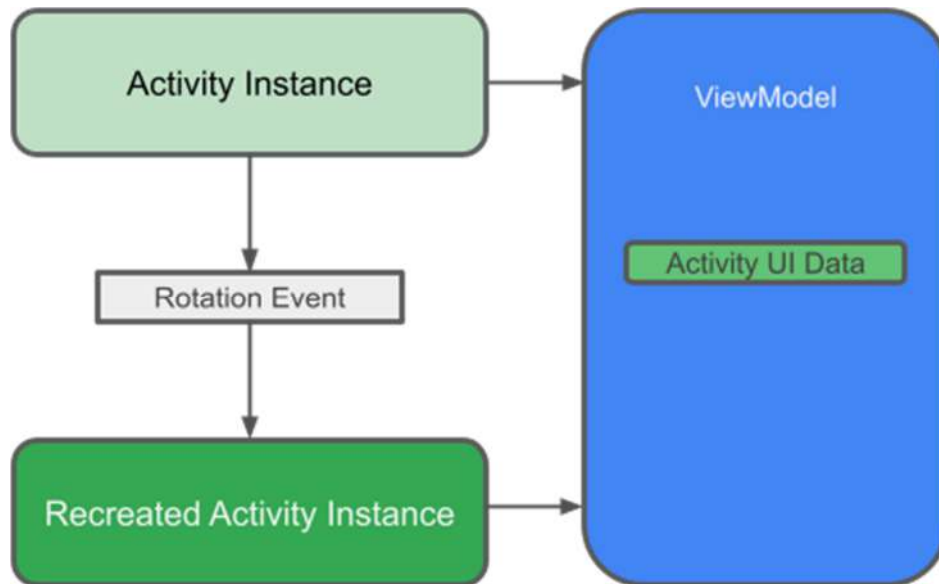 Activity Instance
ViewModel
Activity UI Data
Rotation Event
Recreated Activity Instance